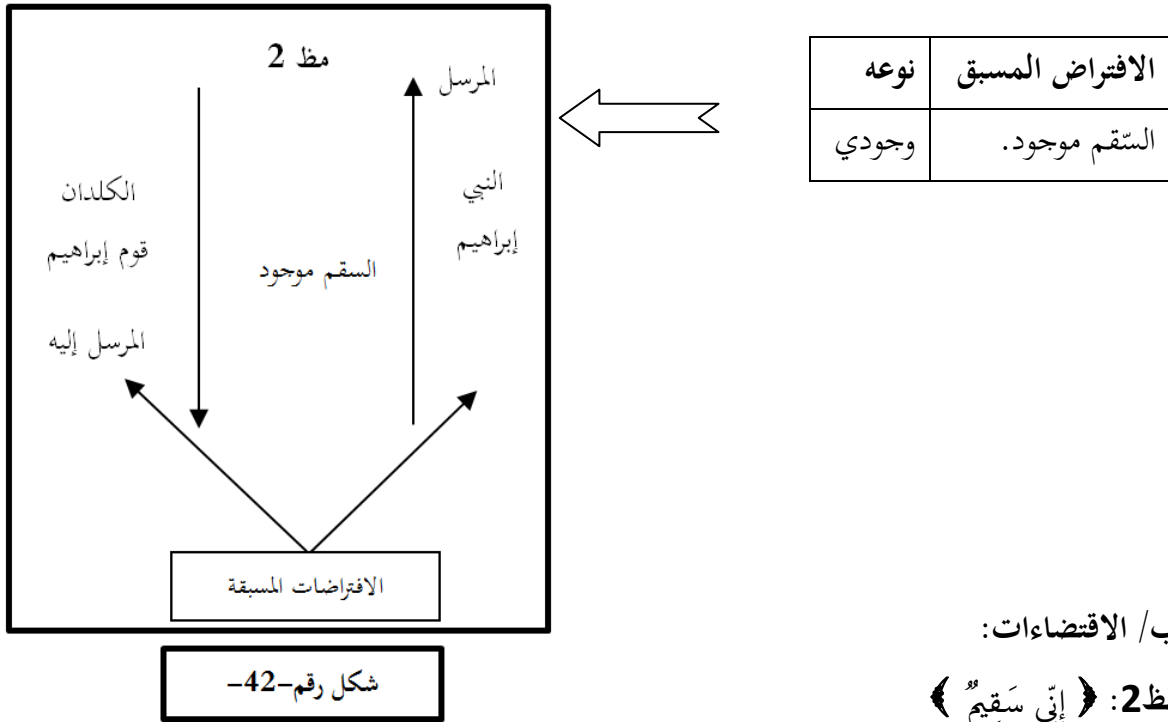 الافتراض المسبق نوعه
السّقم موجود. وجودي
مظ 2
المرسل
النبي
إبراهيم
السقم موجود
الكلدان
قوم إبراهيم
المرسل إليه
الافتراضات المسبقة
شكل رقم-42-
ب/ الاقتضاءات:
ظ2: ﴿ إِنِّي سَقِيمٌ ﴾